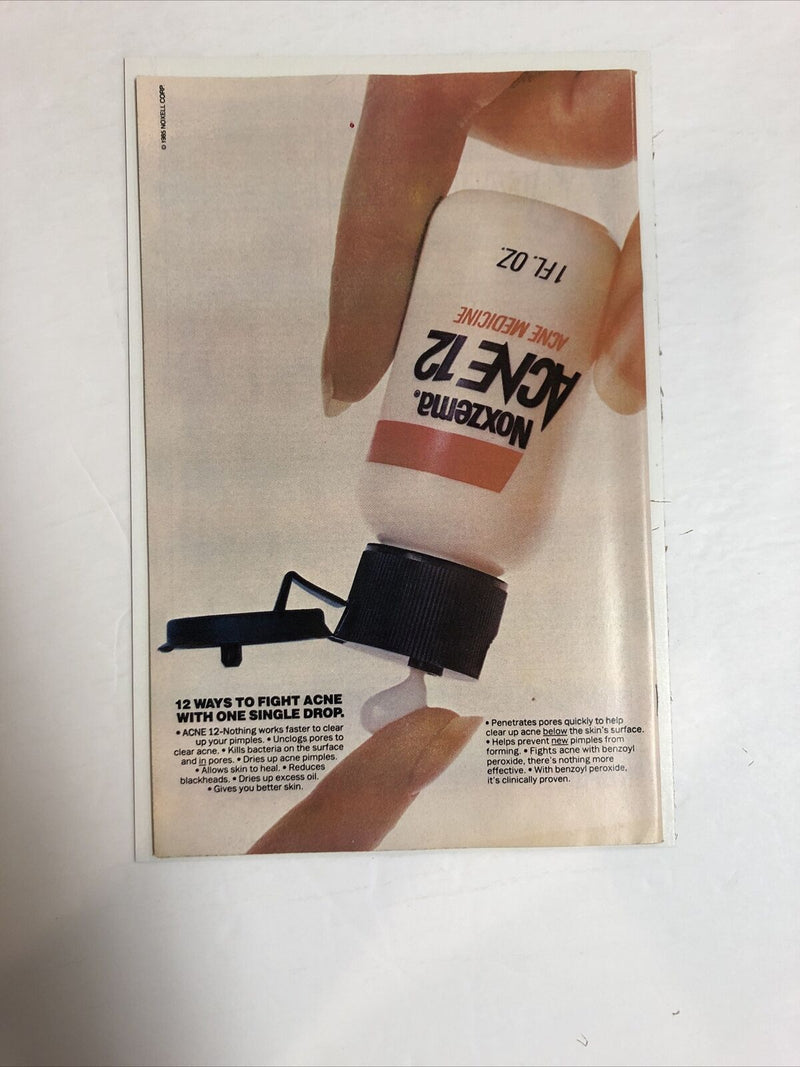 © 1985 NOXELL CORP.
1 FL. OZ.
ACNE MEDICINE
ACNE 12
Noxzema®
12 WAYS TO FIGHT ACNE
WITH ONE SINGLE DROP.
• ACNE 12–Nothing works faster to clear
up your pimples. • Unclogs pores to
clear acne. • Kills bacteria on the surface
and in pores. • Dries up acne pimples.
• Allows skin to heal. • Reduces
blackheads. • Dries up excess oil.
• Gives you better skin.
• Penetrates pores quickly to help
clear up acne below the skin's surface.
• Helps prevent new pimples from
forming. • Fights acne with benzoyl
peroxide, there's nothing more
effective. • With benzoyl peroxide,
it's clinically proven.